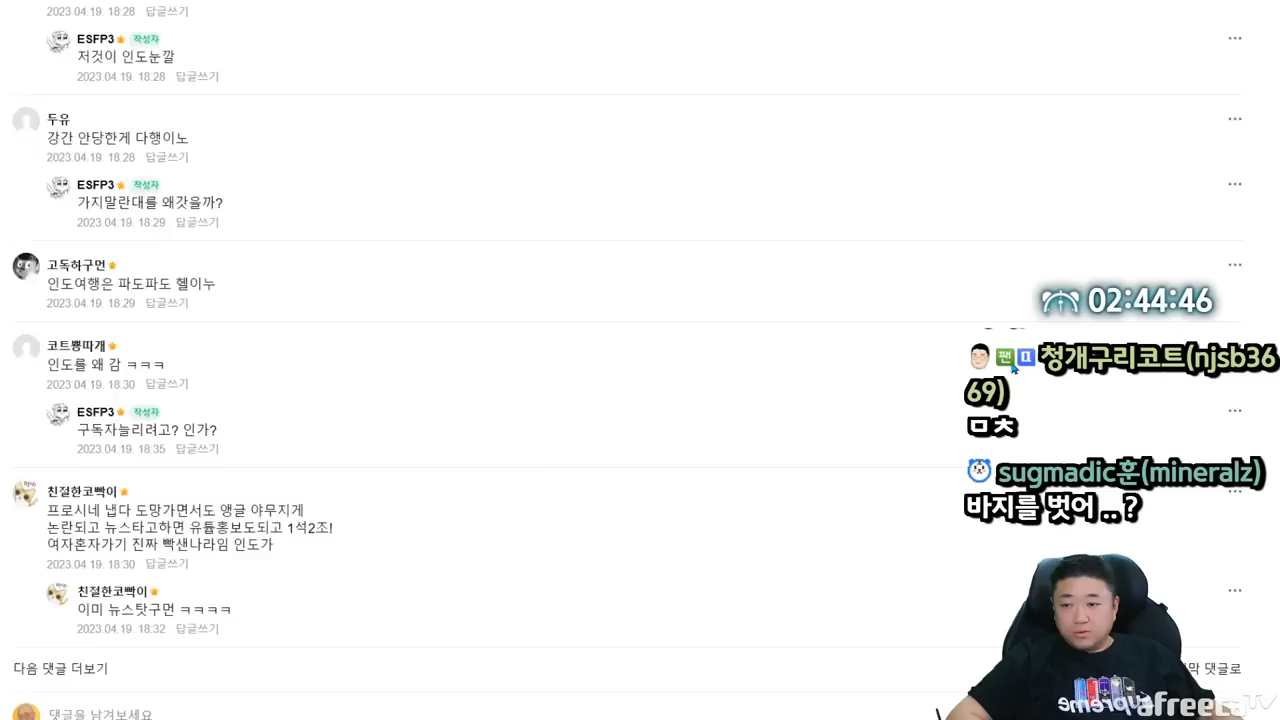 2023.04.19. 18:28 답글쓰기
ESFP3 작성자
저것이 인도눈깔
2023.04.19. 18:28 답글쓰기
두유
강간 안당한게 다행이노
2023.04.19. 18:28 답글쓰기
ESFP3 작성자
가지말란대를 왜갓을까?
2023.04.19. 18:29 답글쓰기
고독하구먼
인도여행은 파도파도 헬이누
2023.04.19. 18:29 답글쓰기
코트뿅따개
인도를 왜 감 ㅋㅋㅋ
2023.04.19. 18:30 답글쓰기
ESFP3 작성자
구독자늘리려고? 인가?
2023.04.19. 18:35 답글쓰기
친절한코빡이
프로시네 냅다 도망가면서도 앵글 야무지게
논란되고 뉴스타고하면 유튭홍보도되고 1석2조!
여자혼자가기 진짜 빡샌나라임 인도가
2023.04.19. 18:30 답글쓰기
친절한코빡이
이미 뉴스탓구먼 ㅋㅋㅋㅋ
2023.04.19. 18:32 답글쓰기
다음 댓글 더보기
막 댓글로
댓글을 남겨보세요
02:44:46
팬 청개구리코트(njsb36
69)
ㅁㅊ
sugmadic훈(mineralz)
바지를 벗어 ..?
Supreme
afreecaTV